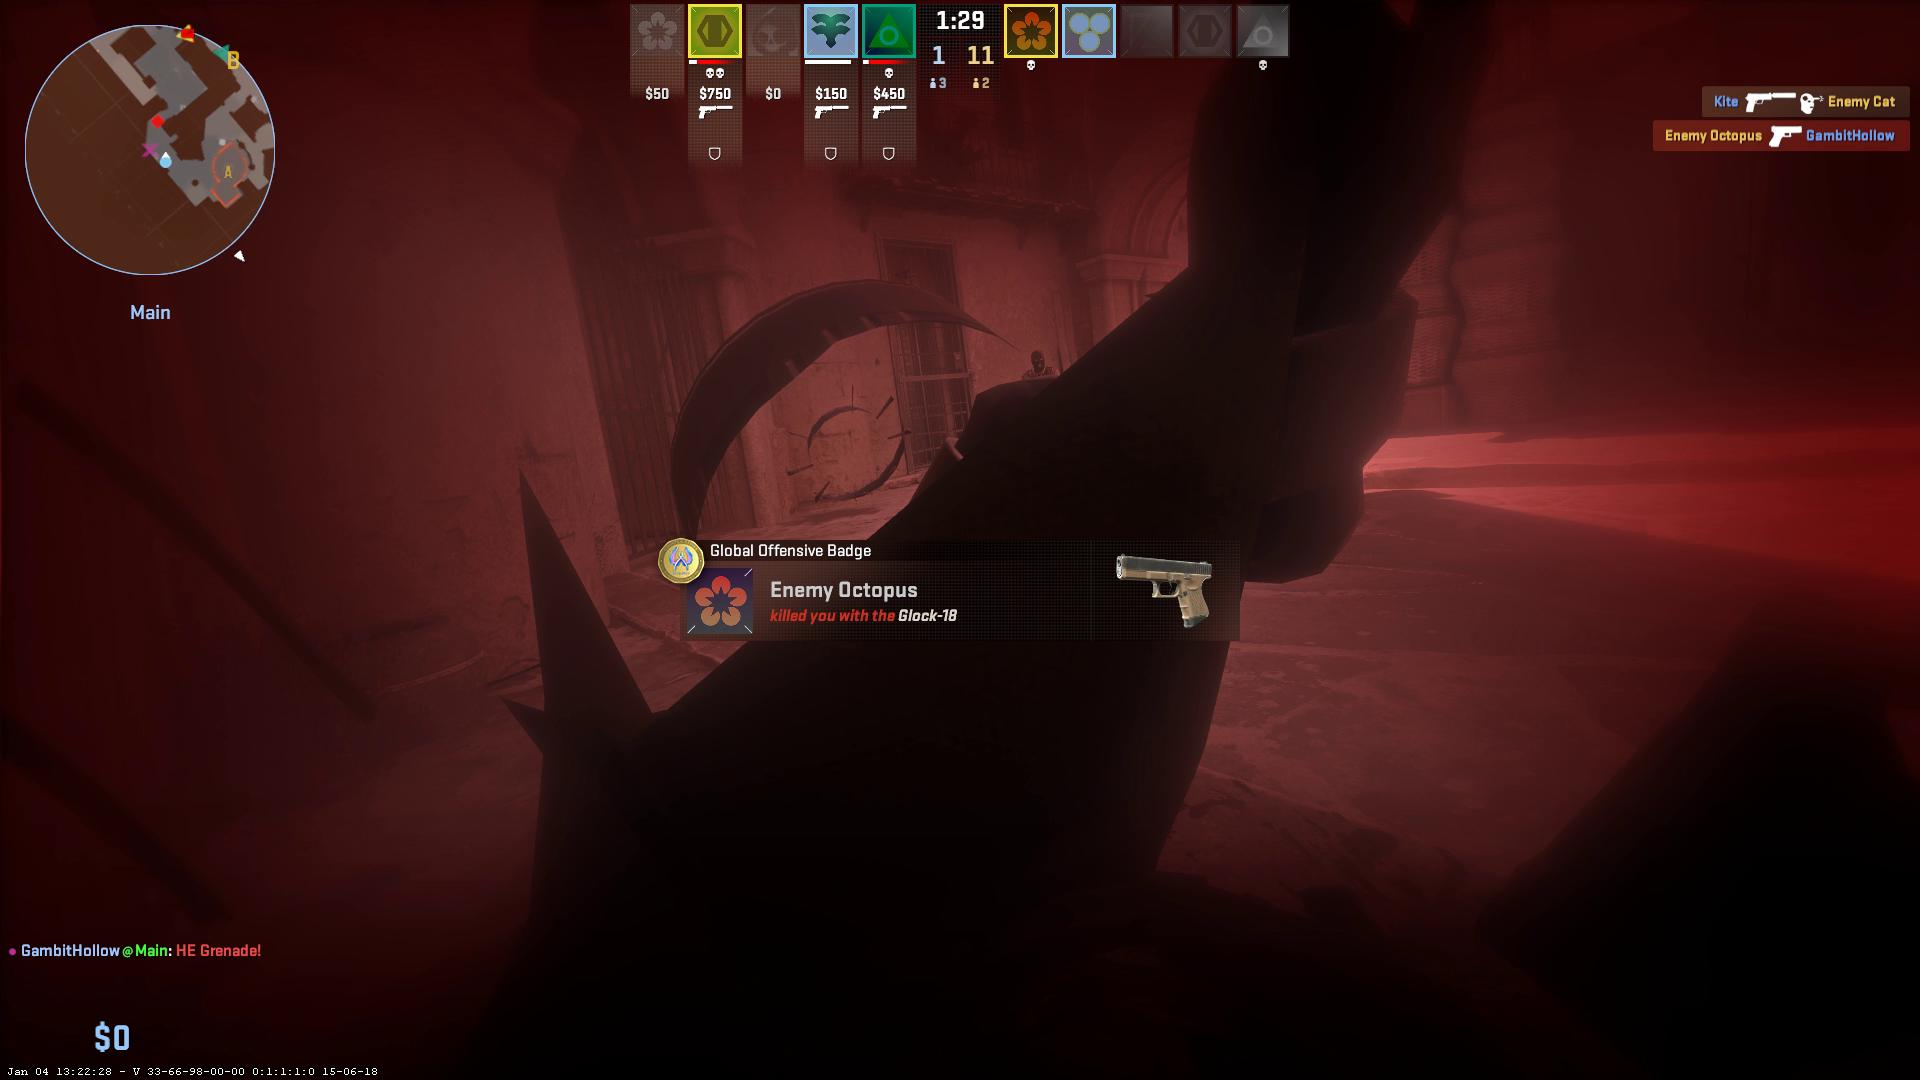 1:29
1 11
3 2
B
A
$50 $750 $0 $150 $450
Kite Enemy Cat
Enemy Octopus GambitHollow
Main
Global Offensive Badge
Enemy Octopus
killed you with the Glock-18
GambitHollow@Main: HE Grenade!
$0
Jan 04 13:22:28 - V 33-66-98-00-00 0:1:1:1:0 15-06-18